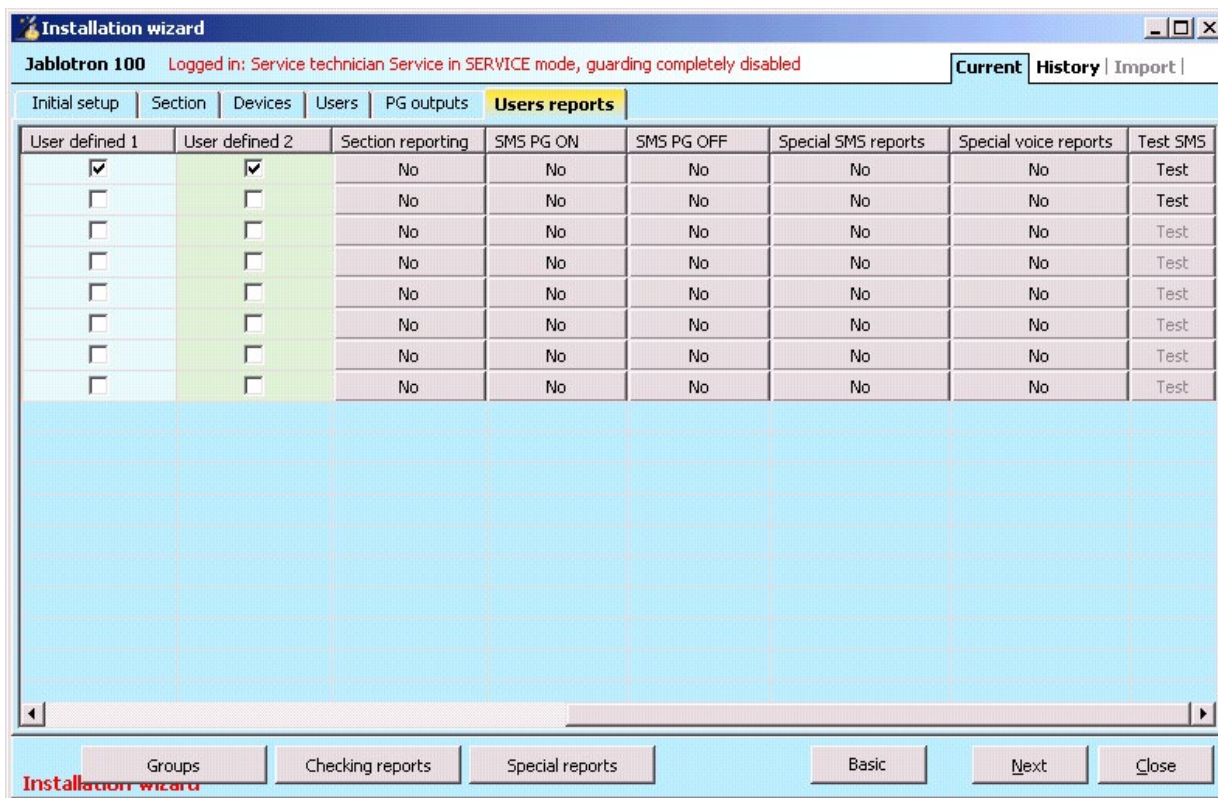 Installation wizard
Jablotron 100 Logged in: Service technician Service in SERVICE mode, guarding completely disabled Current History | Import |
Initial setup Section Devices Users PG outputs Users reports
User defined 1 User defined 2 Section reporting SMS PG ON SMS PG OFF Special SMS reports Special voice reports Test SMS
No No No No No Test
No No No No No Test
No No No No No Test
No No No No No Test
No No No No No Test
No No No No No Test
No No No No No Test
No No No No No Test
Groups Checking reports Special reports Basic Next Close
Installation wizard